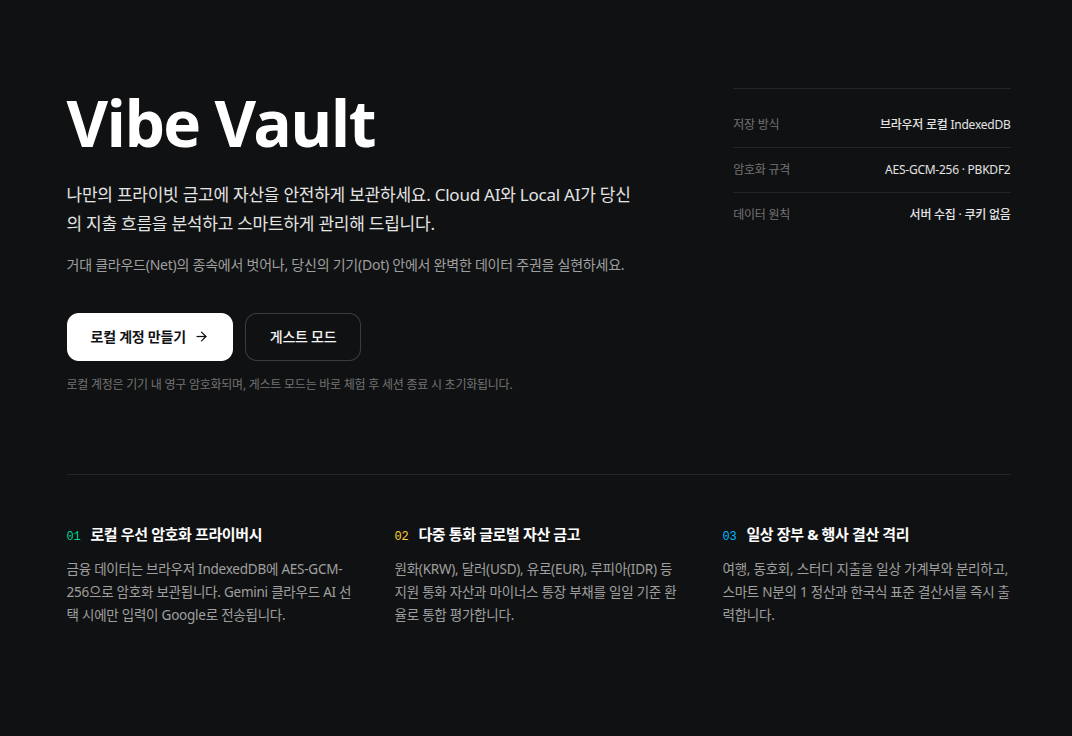 Vibe Vault
나만의 프라이빗 금고에 자산을 안전하게 보관하세요. Cloud AI와 Local AI가 당신
의 지출 흐름을 분석하고 스마트하게 관리해 드립니다.
거대 클라우드(Net)의 종속에서 벗어나, 당신의 기기(Dot) 안에서 완벽한 데이터 주권을 실현하세요.
로컬 계정 만들기 →
게스트 모드
로컬 계정은 기기 내 영구 암호화되며, 게스트 모드는 바로 체험 후 세션 종료 시 초기화됩니다.
저장 방식 브라우저 로컬 IndexedDB
암호화 규격 AES-GCM-256 · PBKDF2
데이터 원칙 서버 수집 · 쿠키 없음
01 로컬 우선 암호화 프라이버시
금융 데이터는 브라우저 IndexedDB에 AES-GCM-
256으로 암호화 보관됩니다. Gemini 클라우드 AI 선
택 시에만 입력이 Google로 전송됩니다.
02 다중 통화 글로벌 자산 금고
원화(KRW), 달러(USD), 유로(EUR), 루피아(IDR) 등
지원 통화 자산과 마이너스 통장 부채를 일일 기준 환
율로 통합 평가합니다.
03 일상 장부 & 행사 결산 격리
여행, 동호회, 스터디 지출을 일상 가계부와 분리하고,
스마트 N분의 1 정산과 한국식 표준 결산서를 즉시 출
력합니다.